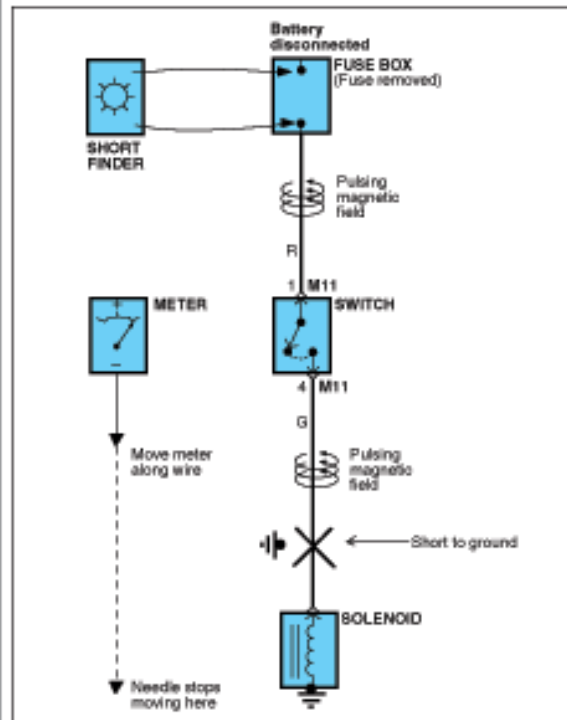 Battery
disconnected
FUSE BOX
(Fuse removed)
SHORT
FINDER
Pulsing
magnetic
field
R
1 M11
METER
SWITCH
+
–
4 M11
G
Move meter
along wire
Pulsing
magnetic
field
Short to ground
SOLENOID
Needle stops
moving here